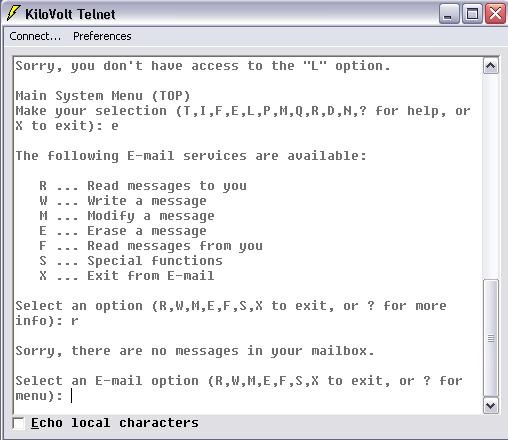 KiloVolt Telnet
Connect... Preferences
Sorry, you don't have access to the "L" option.
Main System Menu (TOP)
Make your selection (T,I,F,E,L,P,M,Q,R,D,N,? for help, or
X to exit): e
The following E-mail services are available:
R ... Read messages to you
W ... Write a message
M ... Modify a message
E ... Erase a message
F ... Read messages from you
S ... Special functions
X ... Exit from E-mail
Select an option (R,W,M,E,F,S,X to exit, or ? for more
info): r
Sorry, there are no messages in your mailbox.
Select an E-mail option (R,W,M,E,F,S,X to exit, or ? for
menu):
Echo local characters